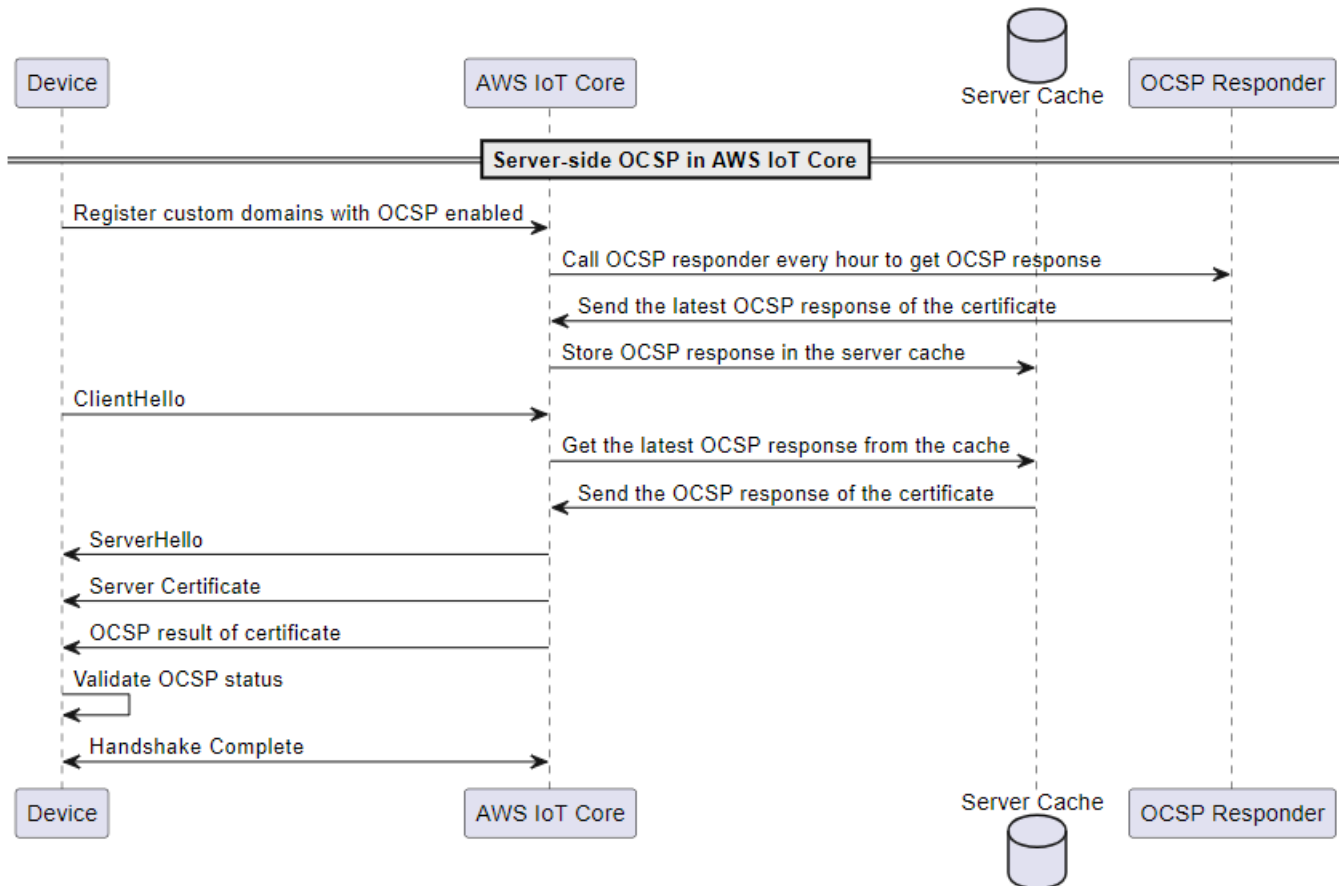 Device
AWS IoT Core
Server Cache
OCSP Responder
Server-side OCSP in AWS IoT Core
Register custom domains with OCSP enabled
Call OCSP responder every hour to get OCSP response
Send the latest OCSP response of the certificate
Store OCSP response in the server cache
ClientHello
Get the latest OCSP response from the cache
Send the OCSP response of the certificate
ServerHello
Server Certificate
OCSP result of certificate
Validate OCSP status
Handshake Complete
Device
AWS IoT Core
Server Cache
OCSP Responder